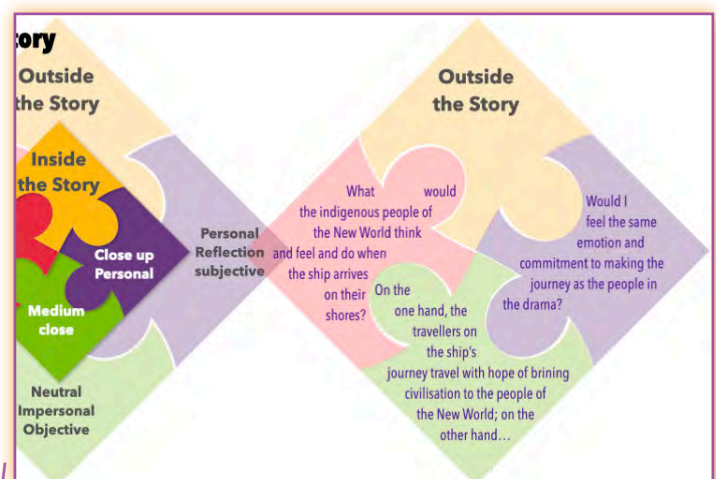 tory
Outside
the Story
Inside
the Story
Close up
Personal
Medium
close
Personal
Reflection
subjective
Neutral
Impersonal
Objective
Outside
the Story
What would
the indigenous people of
the New World think
and feel and do when
the ship arrives
on their
shores?
On the
one hand, the
travellers on
the ship's
journey travel with hope of brining
civilisation to the people of
the New World; on the
other hand…
Would I
feel the same
emotion and
commitment to making the
journey as the people in
the drama?